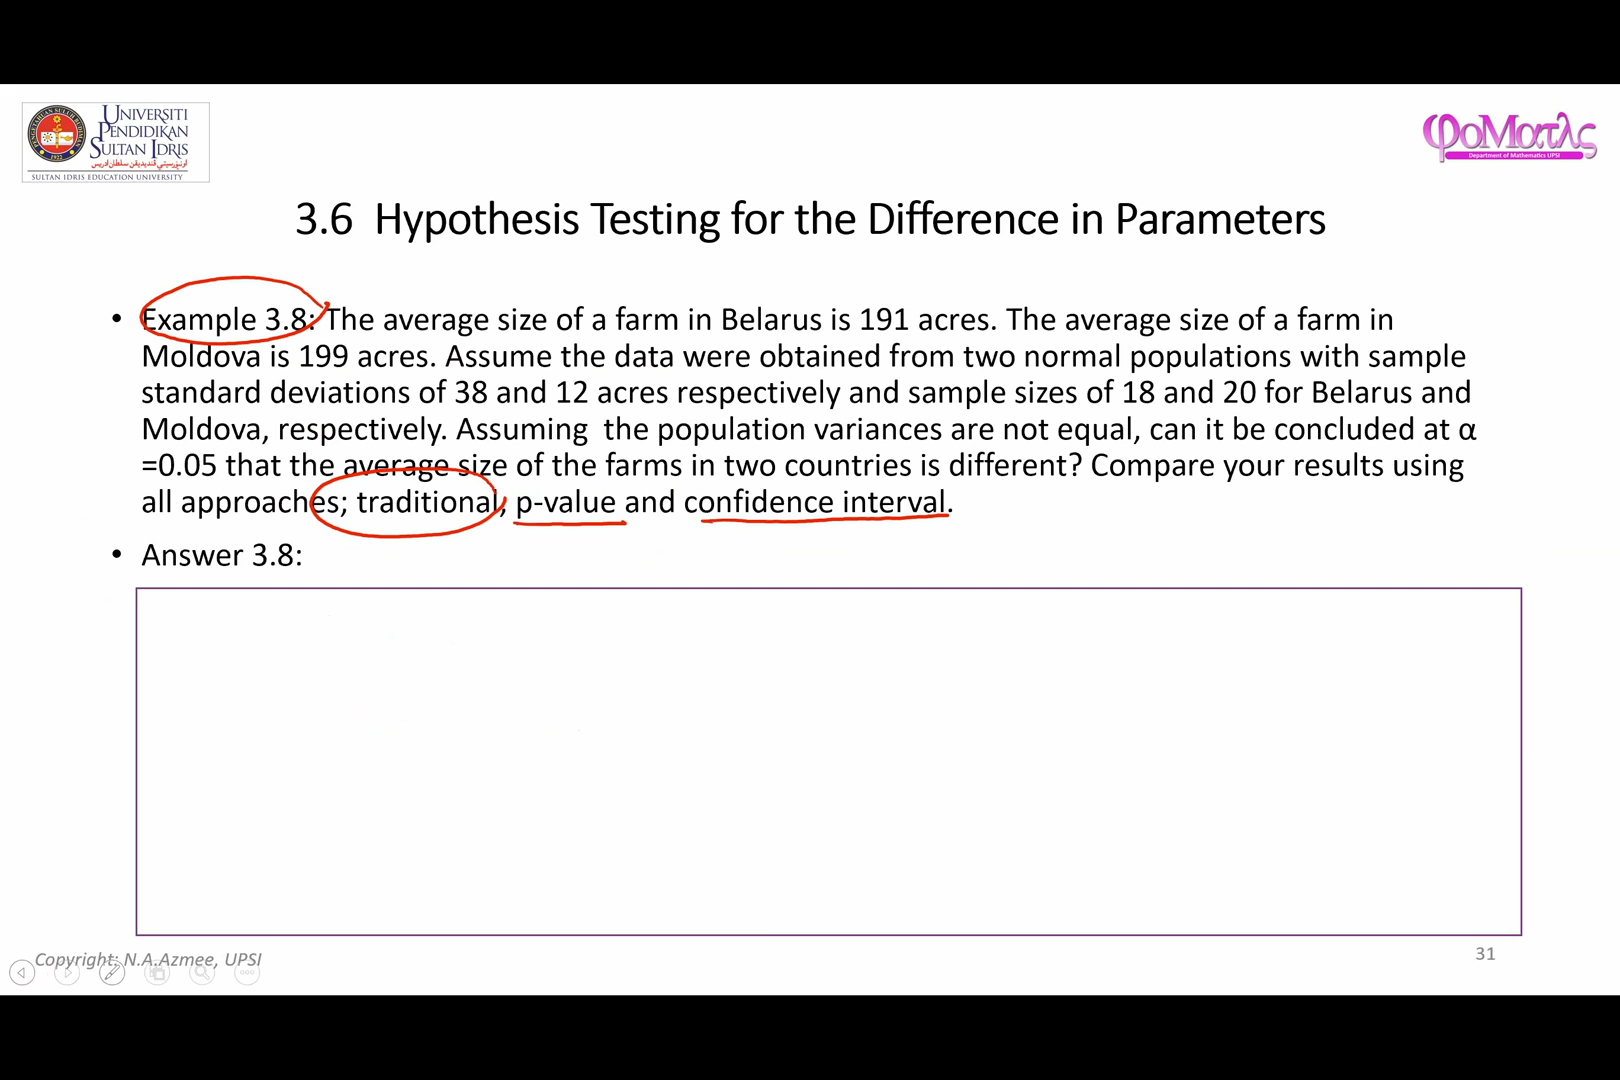 UNIVERSITI
PENDIDIKAN
SULTAN IDRIS
اونيۏرسيتي ڤنديديقن سلطان ادريس
SULTAN IDRIS EDUCATION UNIVERSITY
1922
φοΜατλς
Department of Mathematics UPSI
3.6 Hypothesis Testing for the Difference in Parameters
• Example 3.8: The average size of a farm in Belarus is 191 acres. The average size of a farm in
Moldova is 199 acres. Assume the data were obtained from two normal populations with sample
standard deviations of 38 and 12 acres respectively and sample sizes of 18 and 20 for Belarus and
Moldova, respectively. Assuming the population variances are not equal, can it be concluded at α
=0.05 that the average size of the farms in two countries is different? Compare your results using
all approaches; traditional, p-value and confidence interval.
• Answer 3.8:
Copyright: N.A.Azmee, UPSI
31